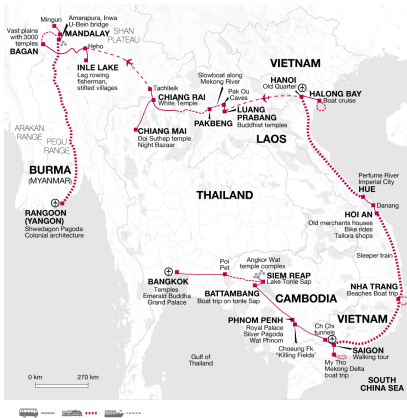 Mingun
Amarapura, Inwa
U-Bein bridge
MANDALAY
SHAN
PLATEAU
Vast plains
with 3000
temples
BAGAN
Heho
INLE LAKE
Leg rowing
fisherman,
stilted villages
Tachileik
CHIANG RAI
White Temple
CHIANG MAI
Doi Suthep temple
Night Bazaar
Slowboat along
Mekong River
Pak Ou
Caves
PAKBENG
LUANG
PRABANG
Buddhist temples
VIETNAM
HANOI
Old Quarter
HALONG BAY
Boat cruise
LAOS
ARAKAN
RANGE
PEGU
RANGE
BURMA
(MYANMAR)
RANGOON
(YANGON)
Shwedagon Pagoda
Colonial architecture
THAILAND
Perfume River
Imperial City
HUE
Danang
HOI AN
Old merchants houses
Bike rides
Tailora shops
Sleeper train
BANGKOK
Temples
Emerald Buddha
Grand Palace
Poi
Pet
Angkor Wat
temple complex
SIEM REAP
Lake Tonle Sap
BATTAMBANG
Boat trip on tonle Sap
CAMBODIA
NHA TRANG
Beaches Boat trip
VIETNAM
PHNOM PENH
Royal Palace
Silver Pagoda
Wat Phnom
Choeung Fk
"Killing Fields'
'Ch Chi
tunnels
SAIGON
Walking tour
My Tho
Mekong Delta
boat trip
Gulf of
Thailand
SOUTH
CHINA SEA
0 km
270 km